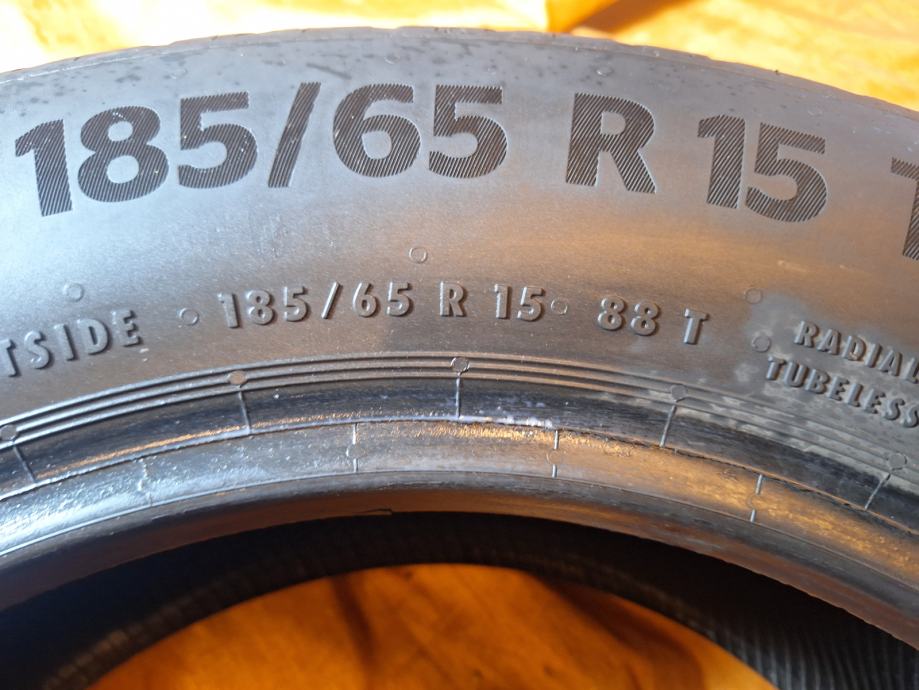 185/65 R 15
TSIDE 185/65 R 15 88 T
RADIAL
TUBELESS